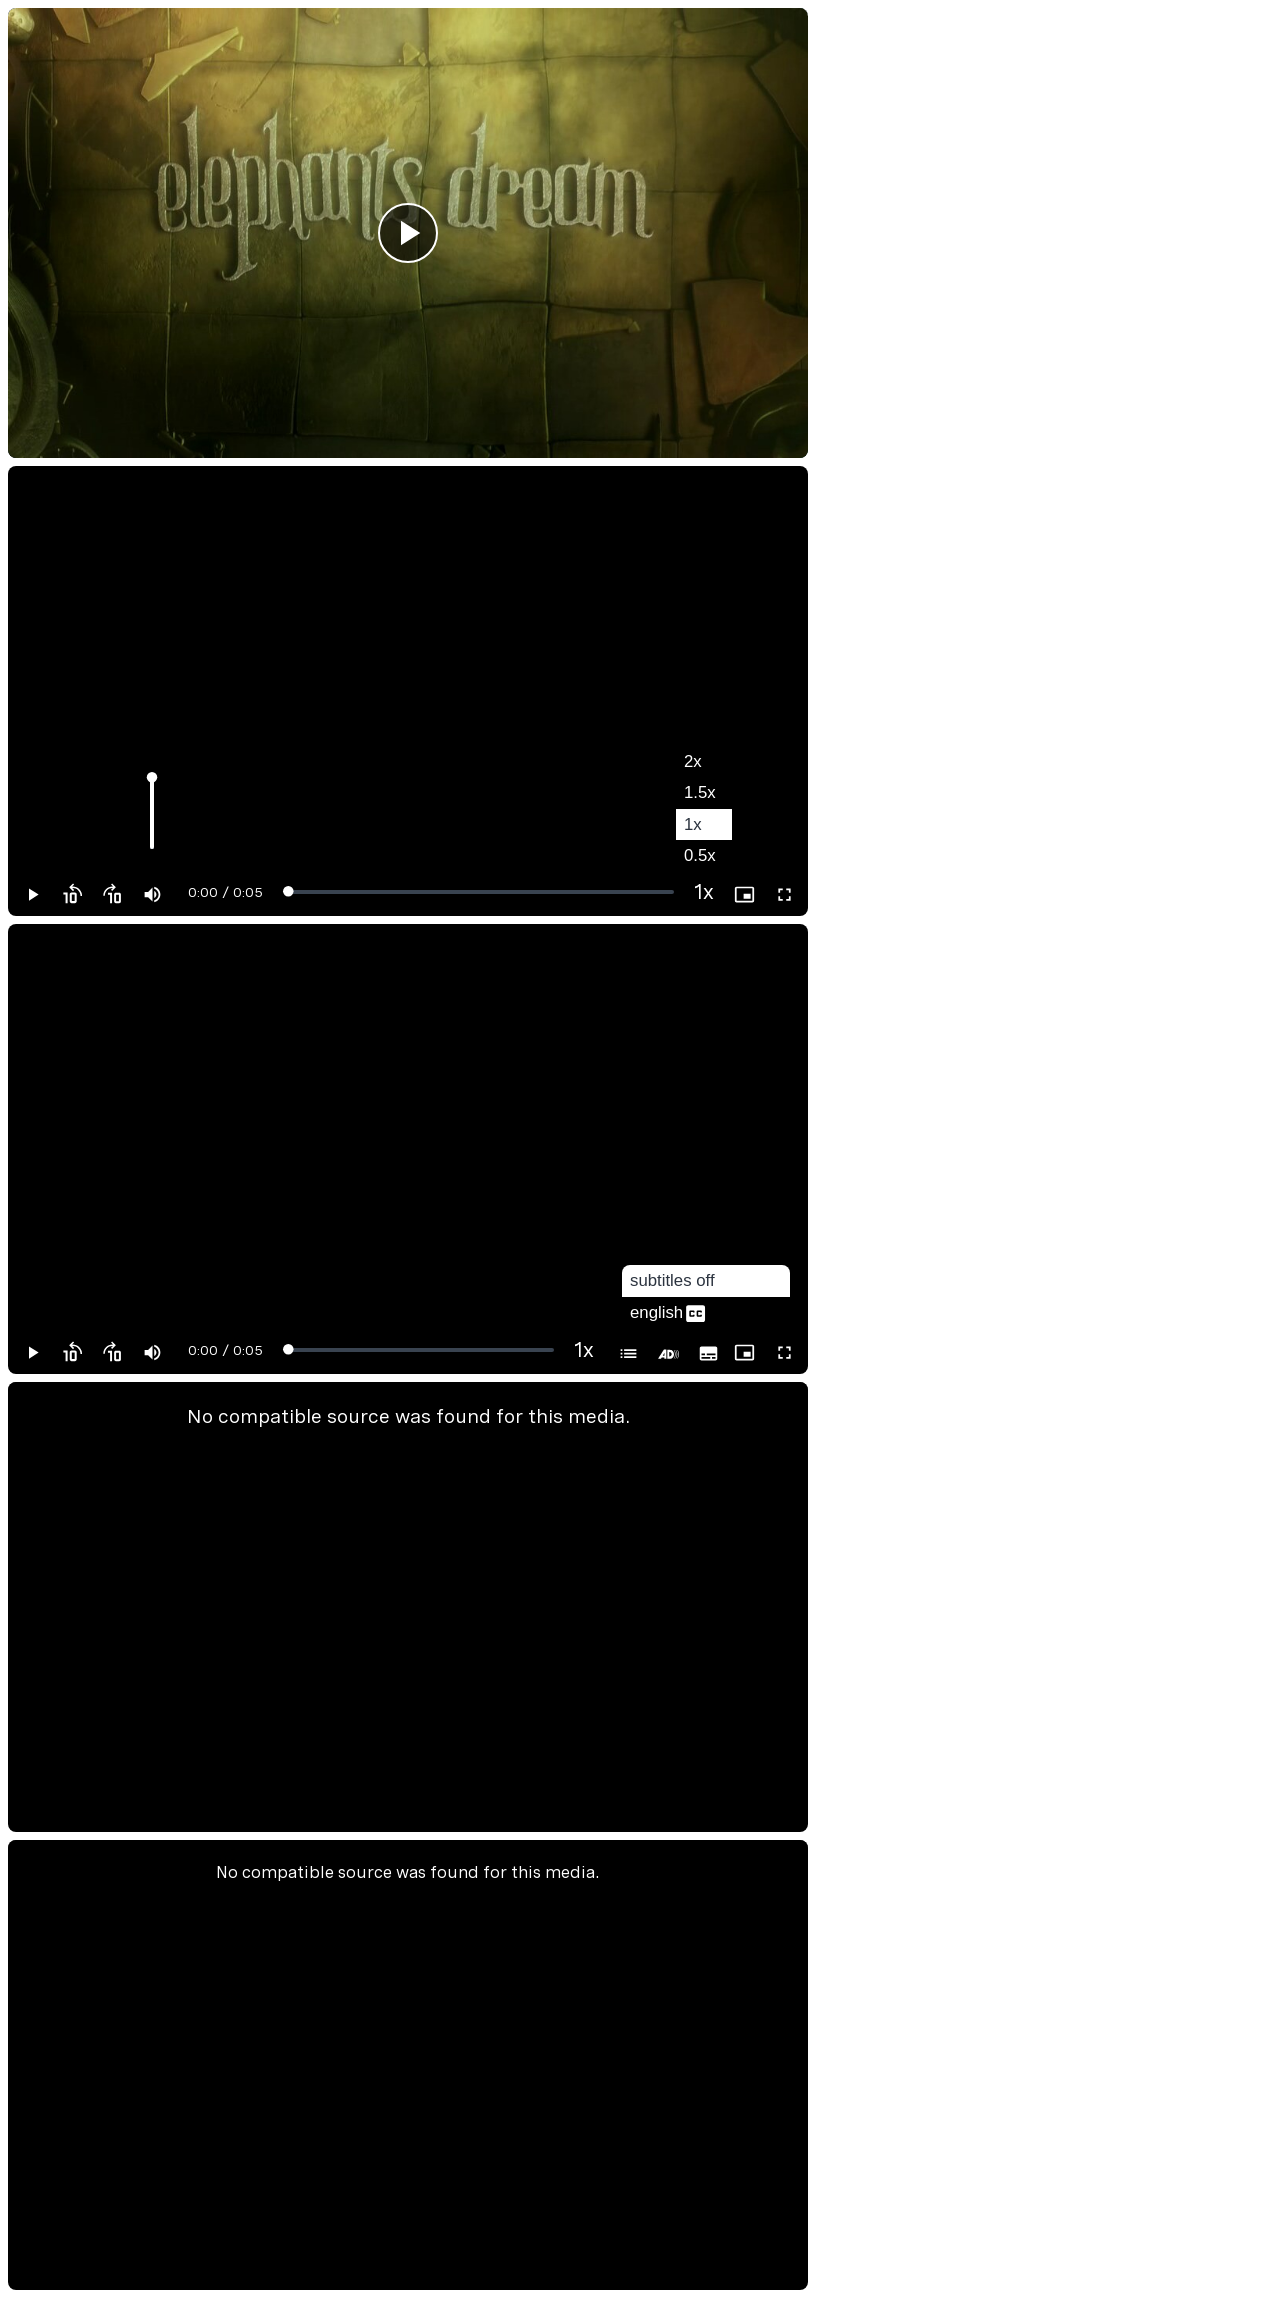 elephants dream
2x
1.5x
1x
0.5x
10 10 0:00 / 0:05 1x
subtitles off
english CC
10 10 0:00 / 0:05 1x AD
No compatible source was found for this media.
No compatible source was found for this media.